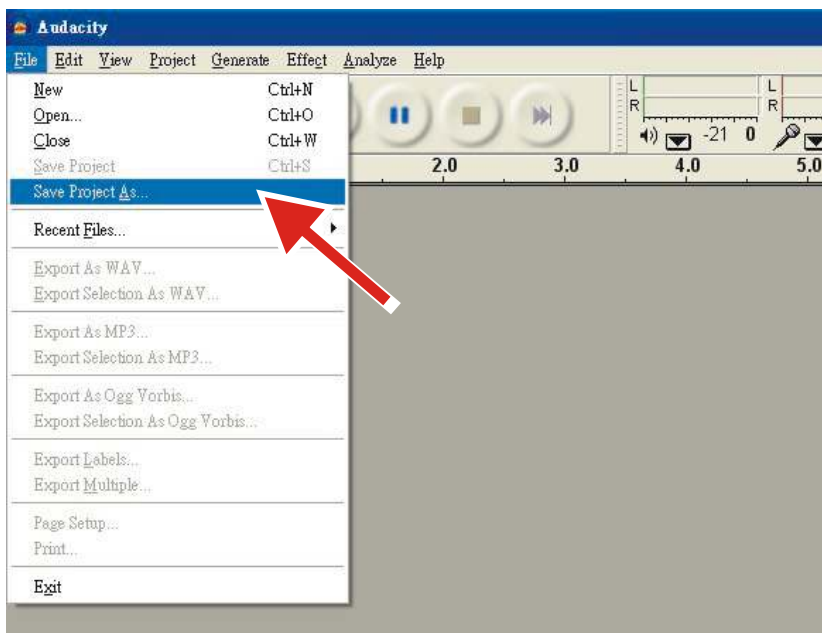 Audacity
File Edit View Project Generate Effect Analyze Help
New Ctrl+N
Open... Ctrl+O
Close Ctrl+W
Save Project Ctrl+S
Save Project As...
Recent Files...
Export As WAV...
Export Selection As WAV...
Export As MP3...
Export Selection As MP3...
Export As Ogg Vorbis...
Export Selection As Ogg Vorbis...
Export Labels...
Export Multiple...
Page Setup...
Print...
Exit
L
R
-21 0
L
R
2.0 3.0 4.0 5.0